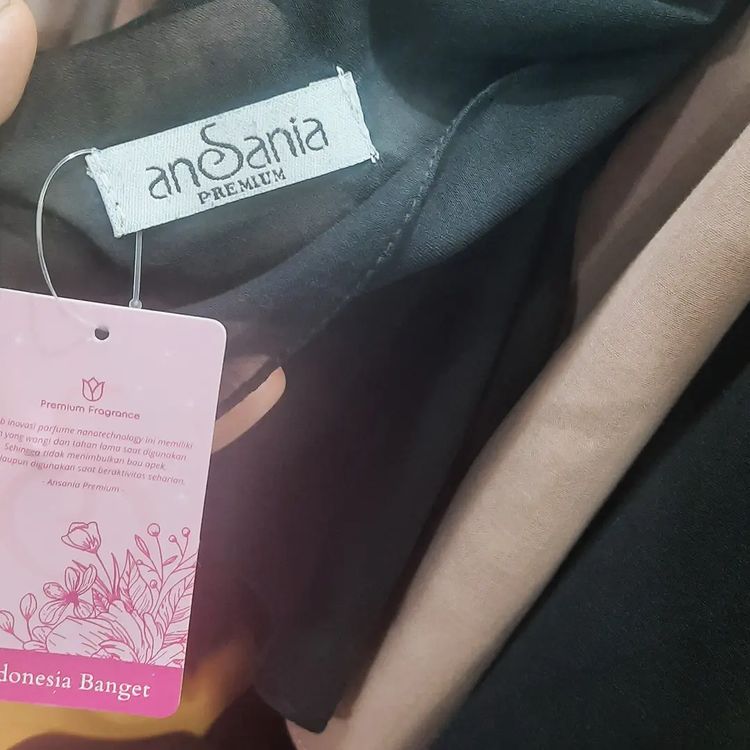 anSania
PREMIUM
Premium Fragrance
inovasi parfume nanotechnology ini memiliki
yang wangi dan tahan lama saat digunakan
Sehingga tidak menimbulkan bau apek,
digunakan saat beraktivitas seharian.
- Ansania Premium -
Banget